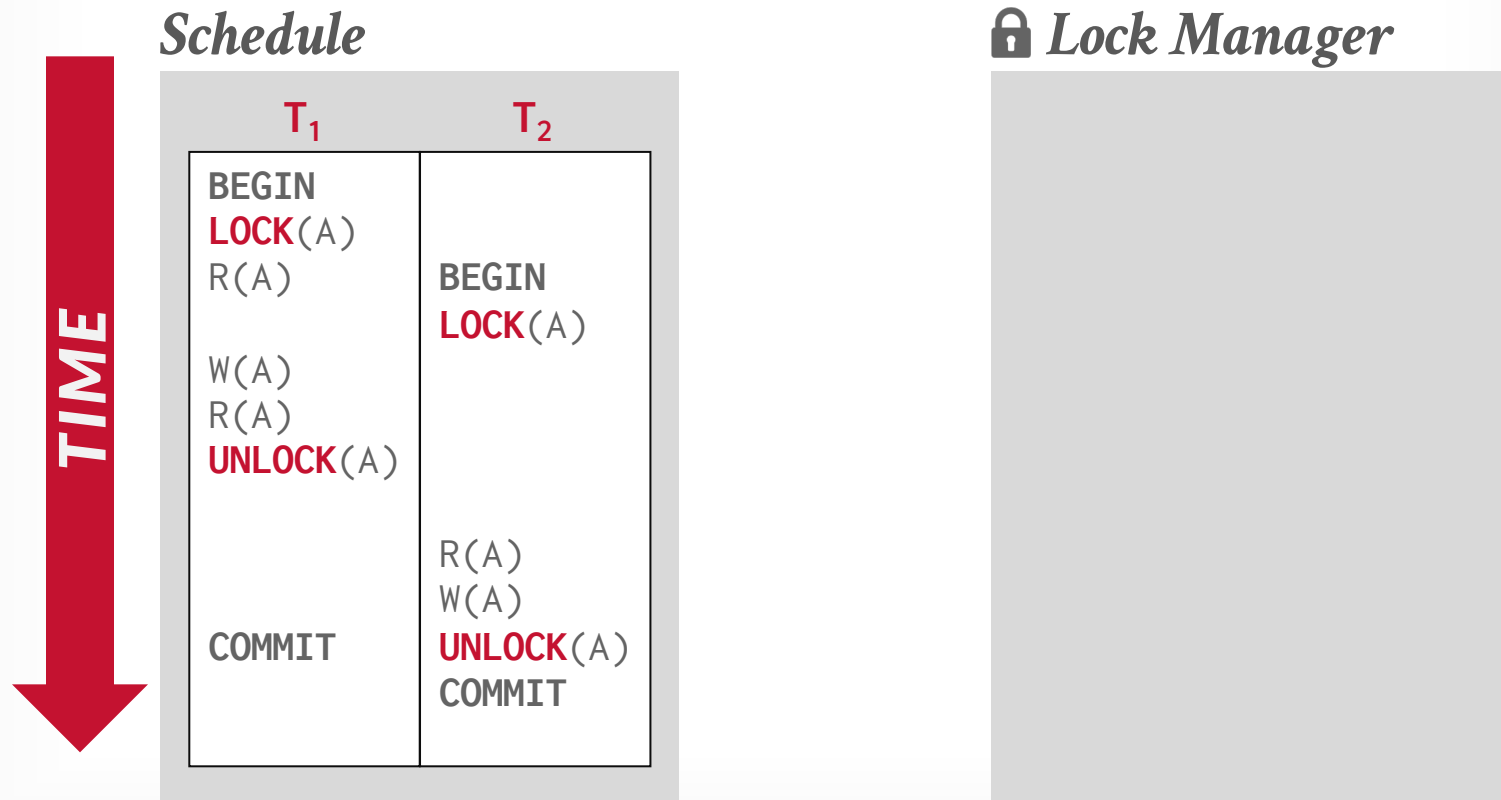 Schedule
Lock Manager
TIME
T1 T2
BEGIN
LOCK(A)
R(A) BEGIN
LOCK(A)
W(A)
R(A)
UNLOCK(A)
R(A)
W(A)
COMMIT UNLOCK(A)
COMMIT